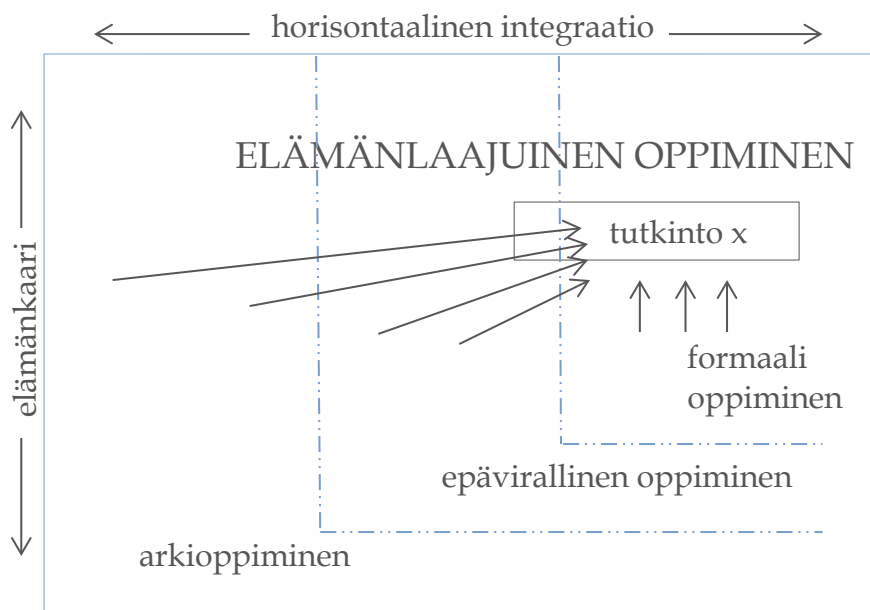 horisontaalinen integraatio
ELÄMÄNLAAJUINEN OPPIMINEN
tutkinto x
elämänkaari
formaali
oppiminen
epävirallinen oppiminen
arkioppiminen